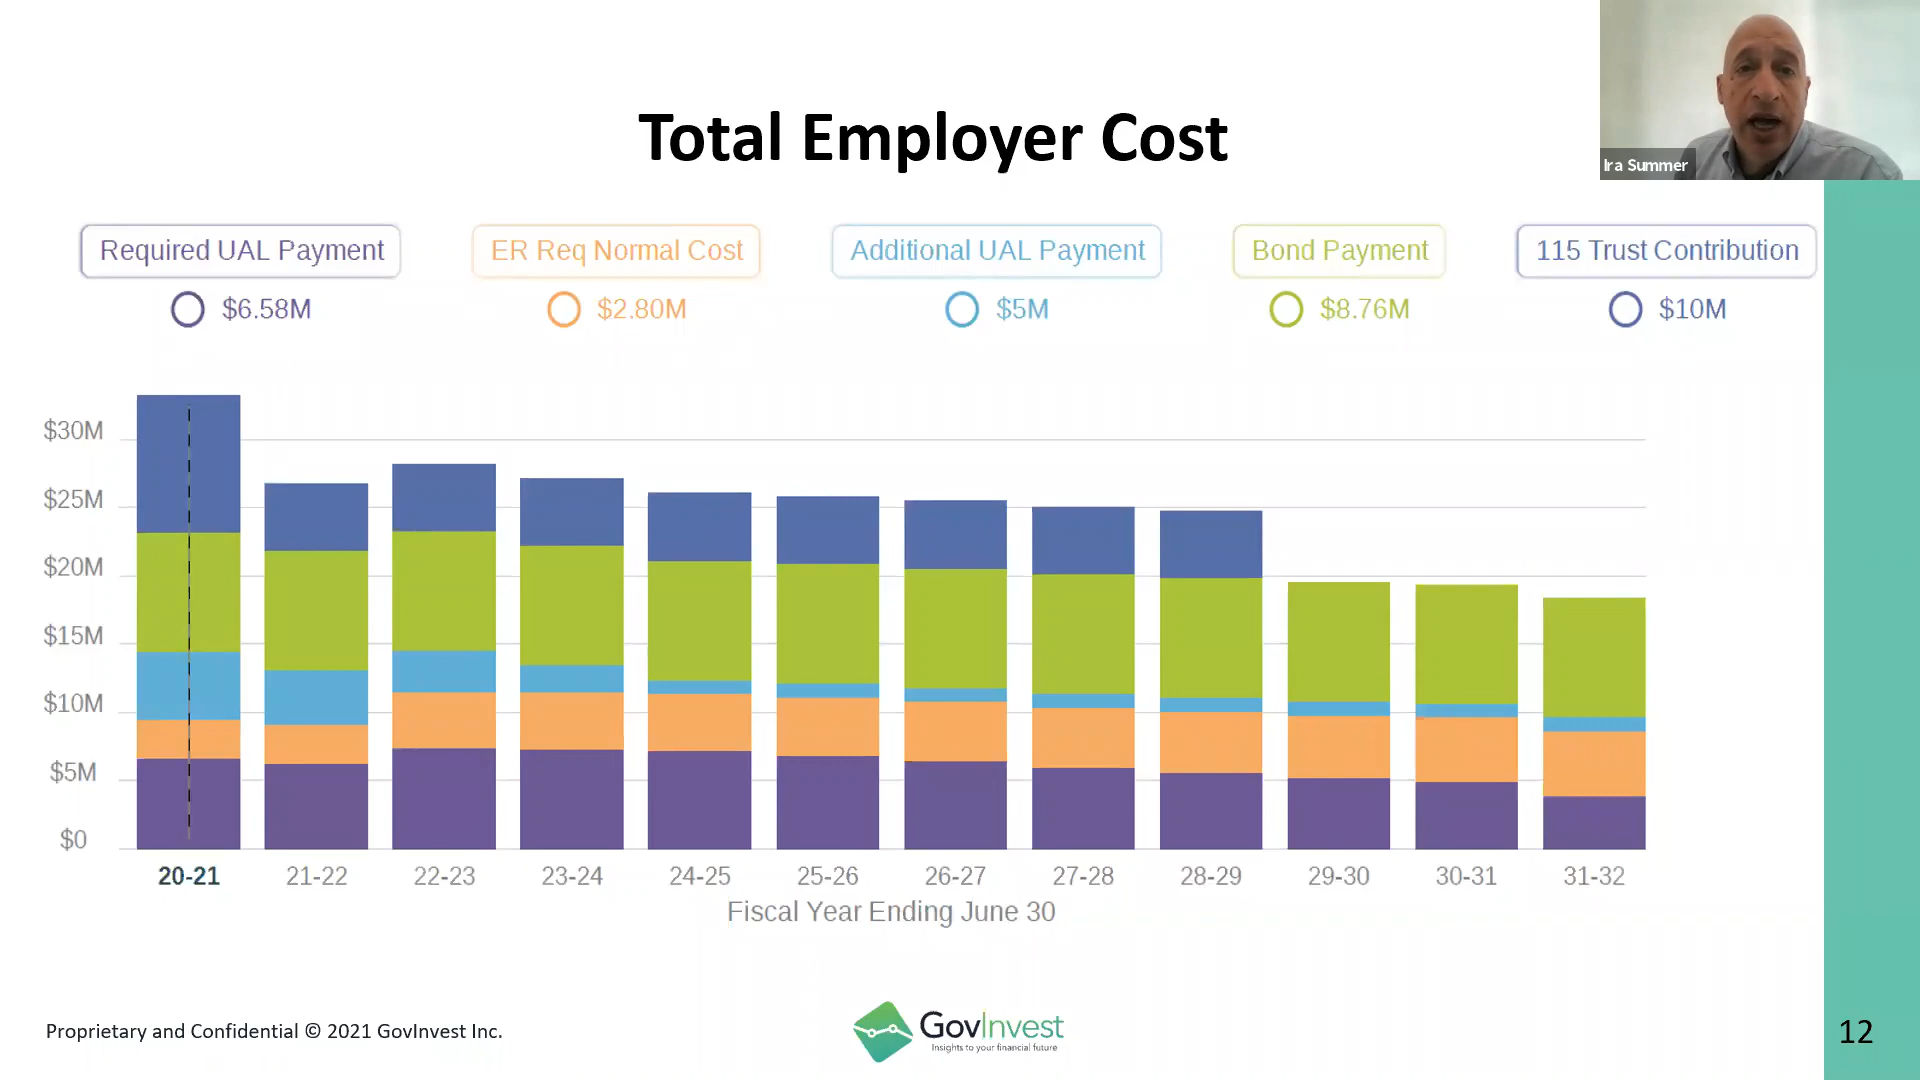 Total Employer Cost
Ira Summer
Required UAL Payment
ER Req Normal Cost
Additional UAL Payment
Bond Payment
115 Trust Contribution
$6.58M
$2.80M
$5M
$8.76M
$10M
$30M
$25M
$20M
$15M
$10M
$5M
$0
20-21 21-22 22-23 23-24 24-25 25-26 26-27 27-28 28-29 29-30 30-31 31-32
Fiscal Year Ending June 30
Proprietary and Confidential © 2021 GovInvest Inc.
GovInvest
Insights to your financial future
12